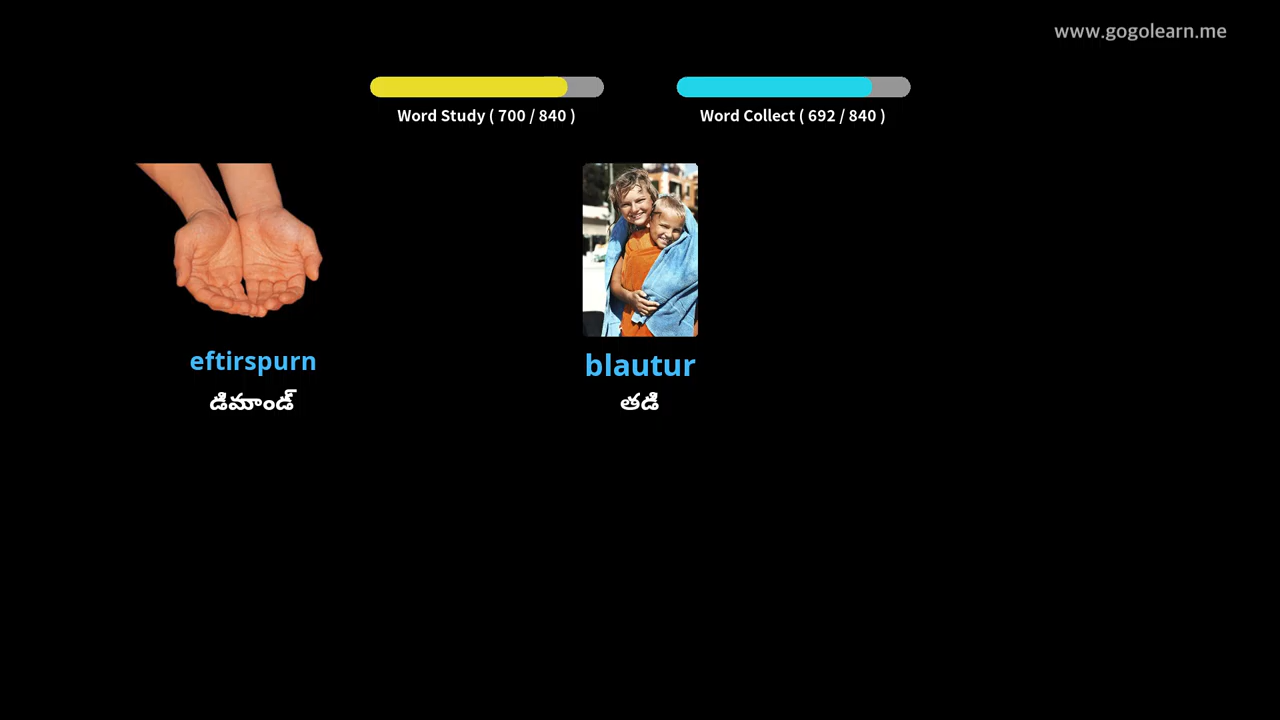 www.gogolearn.me
Word Study ( 700 / 840 )
Word Collect ( 692 / 840 )
eftirspurn
డిమాండ్
blautur
తడి